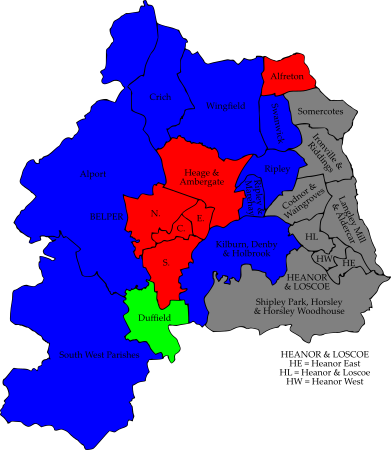 Alfreton
Crich
Wingfield
Somercotes
Ironville &
Riddings
Heage &
Ambergate
Ripley
Alport
Codnor &
Waingroves
Langley Mill
& Aldercar
BELPER
N.
E.
C.
S.
HL
Kilburn, Denby
& Holbrook
HW
HE
HEANOR
& LOSCOE
Shipley Park, Horsley
& Horsley Woodhouse
Duffield
South West Parishes
HEANOR & LOSCOE
HE = Heanor East
HL = Heanor & Loscoe
HW = Heanor West